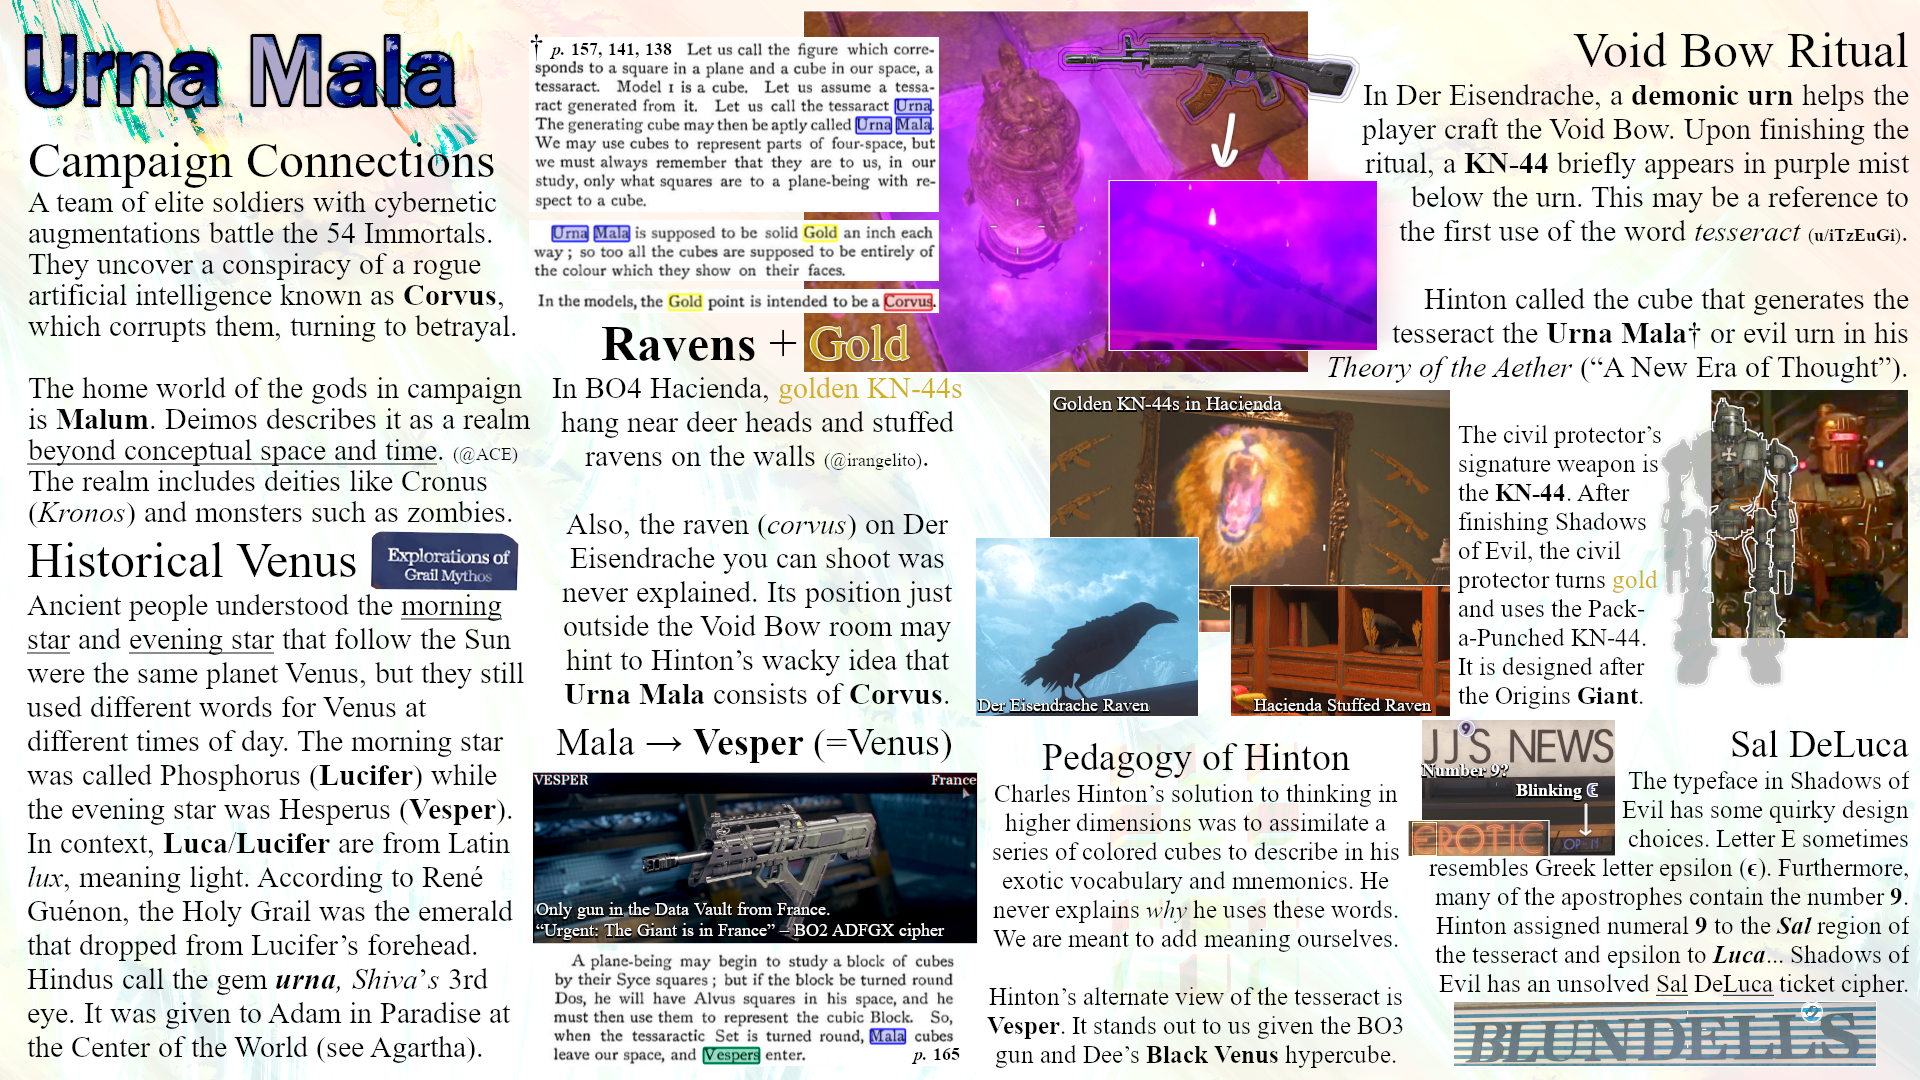 Urna Mala
Campaign Connections
A team of elite soldiers with cybernetic
augmentations battle the 54 Immortals.
They uncover a conspiracy of a rogue
artificial intelligence known as Corvus,
which corrupts them, turning to betrayal.
The home world of the gods in campaign
is Malum. Deimos describes it as a realm
beyond conceptual space and time. (@ACE)
The realm includes deities like Cronus
(Kronos) and monsters such as zombies.
Historical Venus
Explorations of
Grail Mythos
Ancient people understood the morning
star and evening star that follow the Sun
were the same planet Venus, but they still
used different words for Venus at
different times of day. The morning star
was called Phosphorus (Lucifer) while
the evening star was Hesperus (Vesper).
In context, Luca/Lucifer are from Latin
lux, meaning light. According to René
Guénon, the Holy Grail was the emerald
that dropped from Lucifer’s forehead.
Hindus call the gem urna, Shiva’s 3rd
eye. It was given to Adam in Paradise at
the Center of the World (see Agartha).
† p. 157, 141, 138 Let us call the figure which corre-
sponds to a square in a plane and a cube in our space, a
tessaract. Model 1 is a cube. Let us assume a tessa-
ract generated from it. Let us call the tessaract Urna.
The generating cube may then be aptly called Urna Mala.
We may use cubes to represent parts of four-space, but
we must always remember that they are to us, in our
study, only what squares are to a plane-being with re-
spect to a cube.
Urna Mala is supposed to be solid Gold an inch each
way; so too all the cubes are supposed to be entirely of
the colour which they show on their faces.
In the models, the Gold point is intended to be a Corvus.
Ravens + Gold
In BO4 Hacienda, golden KN-44s
hang near deer heads and stuffed
ravens on the walls (@irangelito).
Also, the raven (corvus) on Der
Eisendrache you can shoot was
never explained. Its position just
outside the Void Bow room may
hint to Hinton’s wacky idea that
Urna Mala consists of Corvus.
Mala → Vesper (=Venus)
VESPER
France
Only gun in the Data Vault from France.
“Urgent: The Giant is in France” – BO2 ADFGX cipher
A plane-being may begin to study a block of cubes
by their Syce squares; but if the block be turned round
Dos, he will have Alvus squares in his space, and he
must then use them to represent the cubic Block. So,
when the tessaractic Set is turned round, Mala cubes
leave our space, and Vespers enter. p. 165
Void Bow Ritual
In Der Eisendrache, a demonic urn helps the
player craft the Void Bow. Upon finishing the
ritual, a KN-44 briefly appears in purple mist
below the urn. This may be a reference to
the first use of the word tesseract (u/iTzEuGi).
Hinton called the cube that generates the
tesseract the Urna Mala† or evil urn in his
Theory of the Aether (“A New Era of Thought”).
Golden KN-44s in Hacienda
Der Eisendrache Raven
Hacienda Stuffed Raven
The civil protector’s
signature weapon is
the KN-44. After
finishing Shadows
of Evil, the civil
protector turns gold
and uses the Pack-
a-Punched KN-44.
It is designed after
the Origins Giant.
Pedagogy of Hinton
Charles Hinton’s solution to thinking in
higher dimensions was to assimilate a
series of colored cubes to describe in his
exotic vocabulary and mnemonics. He
never explains why he uses these words.
We are meant to add meaning ourselves.
Hinton’s alternate view of the tesseract is
Vesper. It stands out to us given the BO3
gun and Dee’s Black Venus hypercube.
9
JJ'S NEWS
Number 9?
Blinking Є
EROTIC
Sal DeLuca
The typeface in Shadows of
Evil has some quirky design
choices. Letter E sometimes
resembles Greek letter epsilon (ϵ). Furthermore,
many of the apostrophes contain the number 9.
Hinton assigned numeral 9 to the Sal region of
the tesseract and epsilon to Luca... Shadows of
Evil has an unsolved Sal DeLuca ticket cipher.
BLUNDELL'S